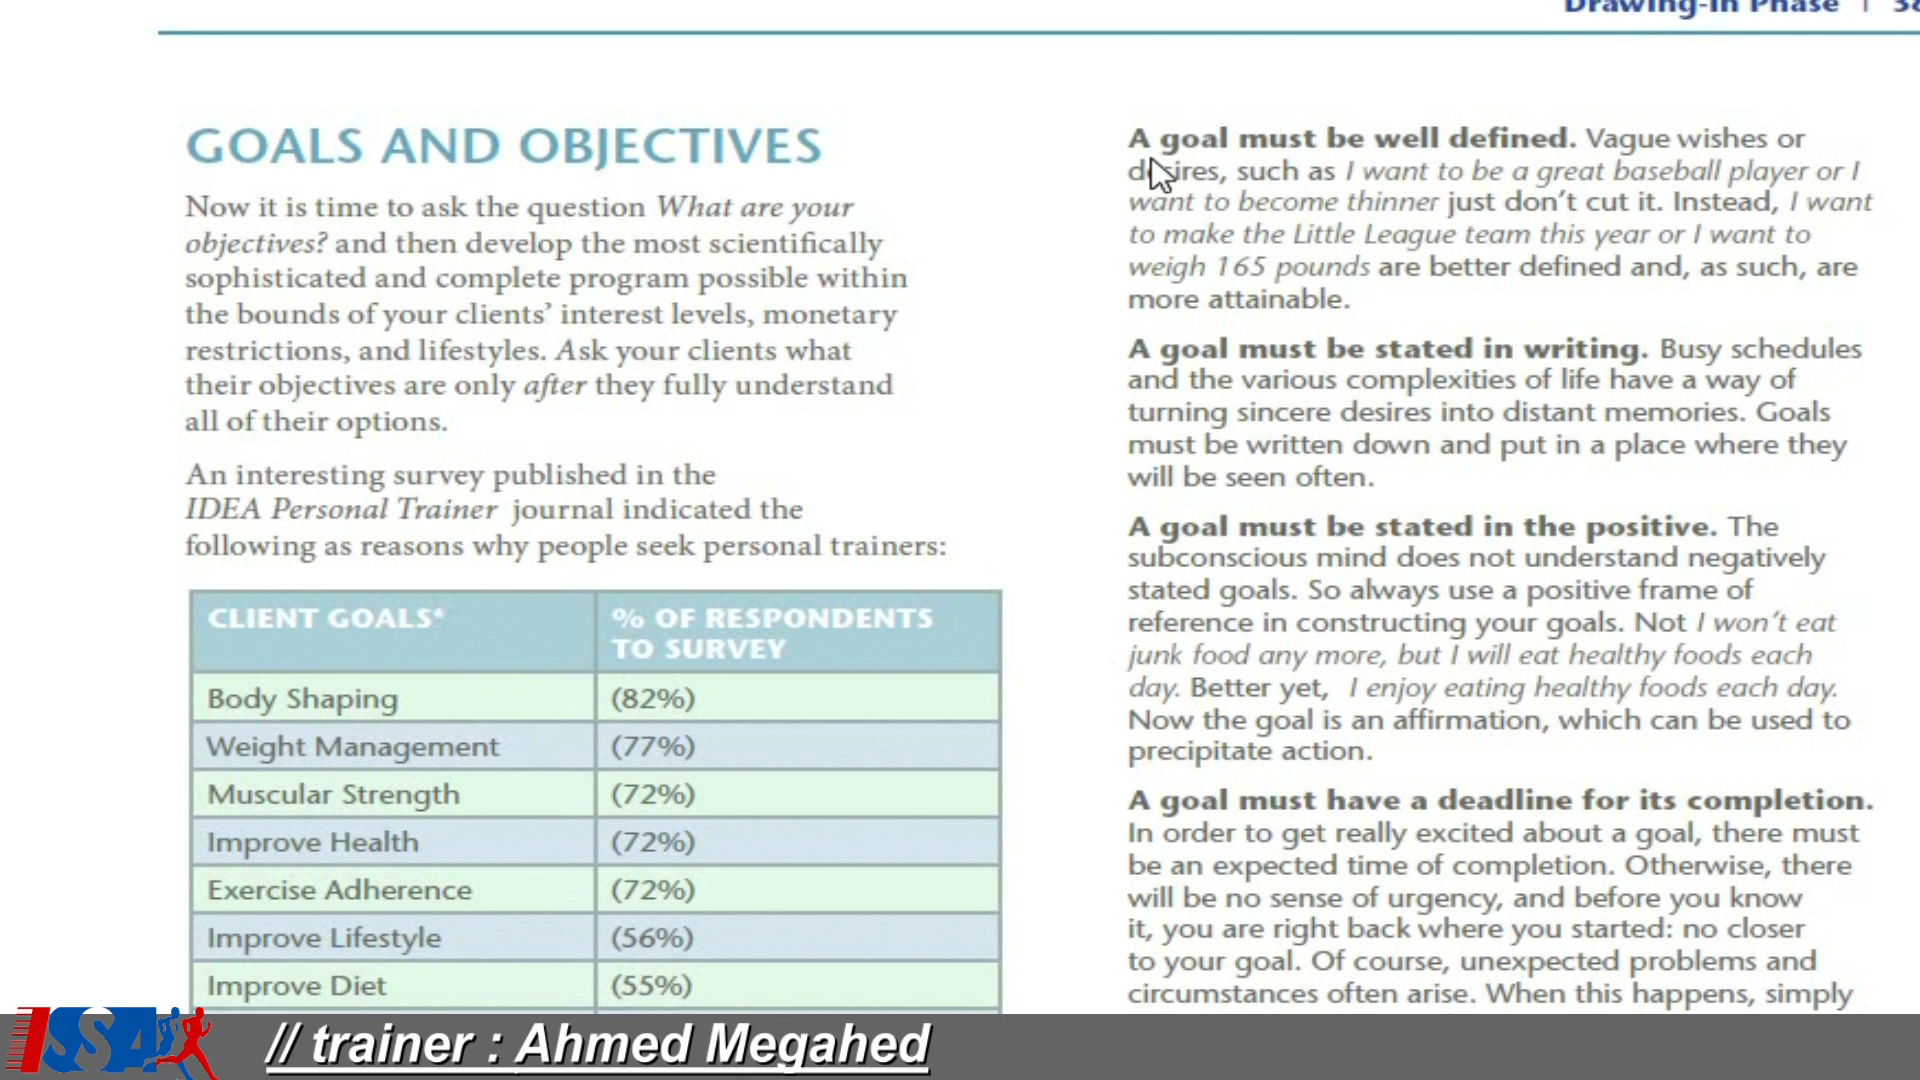 Drawing-In Phase |
GOALS AND OBJECTIVES
Now it is time to ask the question What are your
objectives? and then develop the most scientifically
sophisticated and complete program possible within
the bounds of your clients’ interest levels, monetary
restrictions, and lifestyles. Ask your clients what
their objectives are only after they fully understand
all of their options.
An interesting survey published in the
IDEA Personal Trainer journal indicated the
following as reasons why people seek personal trainers:
CLIENT GOALS* % OF RESPONDENTS
TO SURVEY
Body Shaping (82%)
Weight Management (77%)
Muscular Strength (72%)
Improve Health (72%)
Exercise Adherence (72%)
Improve Lifestyle (56%)
Improve Diet (55%)
A goal must be well defined. Vague wishes or
desires, such as I want to be a great baseball player or I
want to become thinner just don’t cut it. Instead, I want
to make the Little League team this year or I want to
weigh 165 pounds are better defined and, as such, are
more attainable.
A goal must be stated in writing. Busy schedules
and the various complexities of life have a way of
turning sincere desires into distant memories. Goals
must be written down and put in a place where they
will be seen often.
A goal must be stated in the positive. The
subconscious mind does not understand negatively
stated goals. So always use a positive frame of
reference in constructing your goals. Not I won’t eat
junk food any more, but I will eat healthy foods each
day. Better yet, I enjoy eating healthy foods each day.
Now the goal is an affirmation, which can be used to
precipitate action.
A goal must have a deadline for its completion.
In order to get really excited about a goal, there must
be an expected time of completion. Otherwise, there
will be no sense of urgency, and before you know
it, you are right back where you started: no closer
to your goal. Of course, unexpected problems and
circumstances often arise. When this happens, simply
ISSA
// trainer : Ahmed Megahed